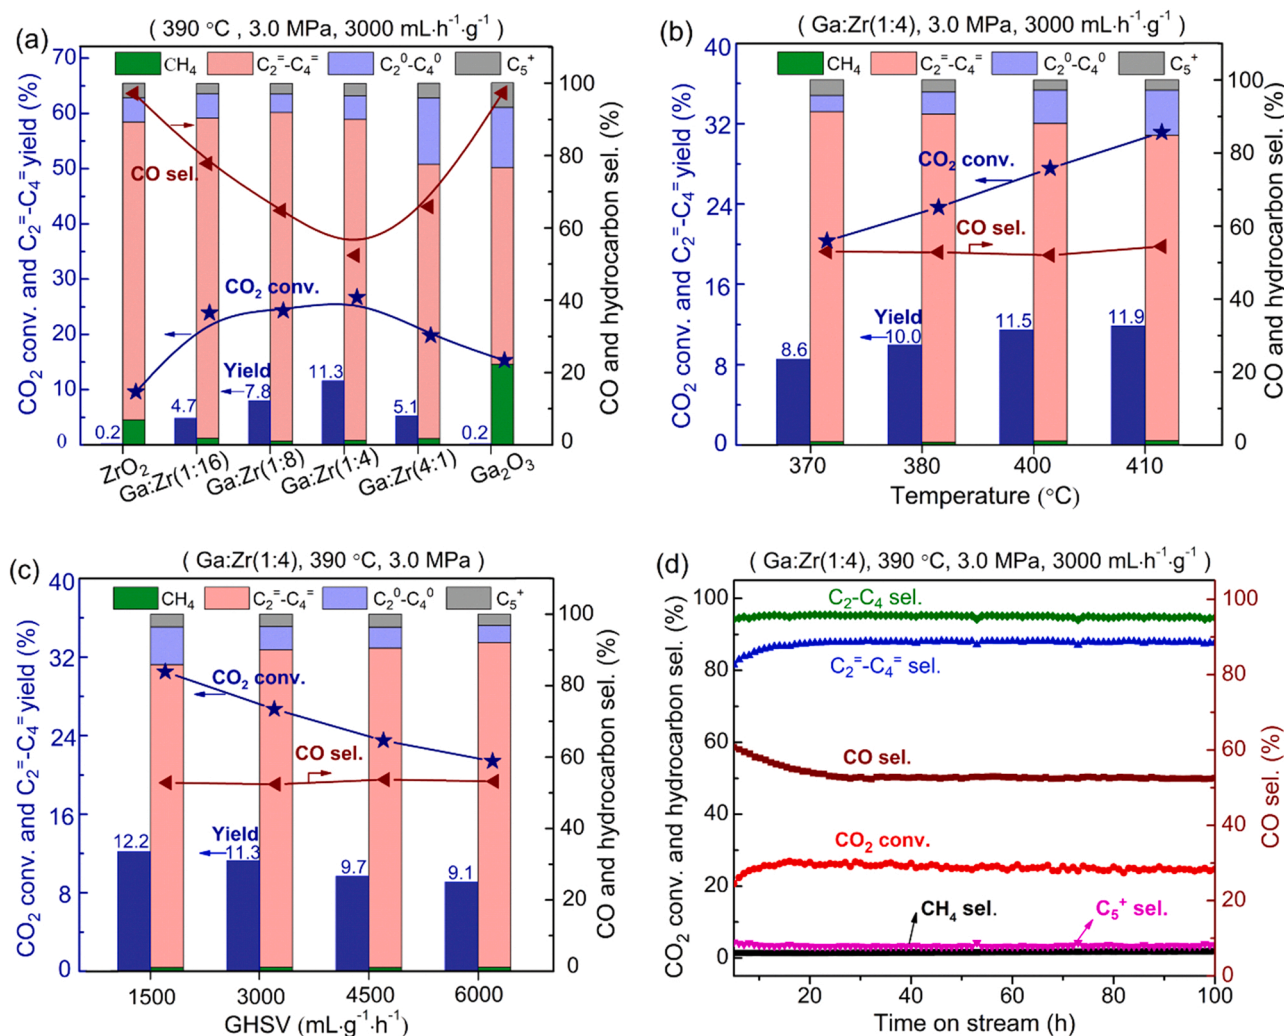 (a)
( 390 °C , 3.0 MPa, 3000 mL·h⁻¹·g⁻¹)
CH₄ C₂⁼-C₄⁼ C₂⁰-C₄⁰ C₅⁺
CO₂ conv. and C₂⁼-C₄⁼ yield (%)
70
60
50
40
30
20
10
0
CO sel.
CO₂ conv.
Yield
0.2 4.7 7.8 11.3 5.1 0.2
ZrO₂ Ga:Zr(1:16) Ga:Zr(1:8) Ga:Zr(1:4) Ga:Zr(4:1) Ga₂O₃
100
80
60
40
20
0
CO and hydrocarbon sel. (%)
(b)
(Ga:Zr(1:4), 3.0 MPa, 3000 mL·h⁻¹·g⁻¹)
CH₄ C₂⁼-C₄⁼ C₂⁰-C₄⁰ C₅⁺
CO₂ conv. and C₂⁼-C₄⁼ yield (%)
40
32
24
16
8
0
CO₂ conv.
CO sel.
Yield
8.6 10.0 11.5 11.9
370 380 400 410
Temperature (°C)
100
80
60
40
20
0
CO and hydrocarbon sel. (%)
(c)
( Ga:Zr(1:4), 390 °C, 3.0 MPa )
CH₄ C₂⁼-C₄⁼ C₂⁰-C₄⁰ C₅⁺
CO₂ conv. and C₂⁼-C₄⁼ yield (%)
40
32
24
16
8
0
CO₂ conv.
CO sel.
Yield
12.2 11.3 9.7 9.1
1500 3000 4500 6000
GHSV (mL·g⁻¹·h⁻¹)
100
80
60
40
20
0
CO and hydrocarbon sel. (%)
(d)
( Ga:Zr(1:4), 390 °C, 3.0 MPa, 3000 mL·h⁻¹·g⁻¹)
CO₂ conv. and hydrocarbon sel. (%)
100
80
60
40
20
0
C₂-C₄ sel.
C₂⁼-C₄⁼ sel.
CO sel.
CO₂ conv.
CH₄ sel. C₅⁺ sel.
20 40 60 80 100
Time on stream (h)
100
80
60
40
20
0
CO sel. (%)